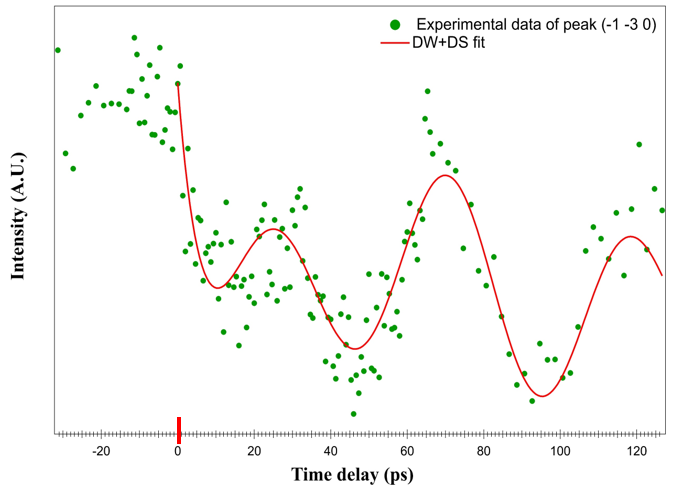 Experimental data of peak (-1 -3 0)
DW+DS fit
Intensity (A.U.)
-20 0 20 40 60 80 100 120
Time delay (ps)